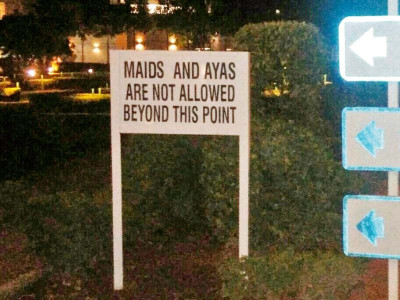 MAIDS AND AYAS
ARE NOT ALLOWED
BEYOND THIS POINT